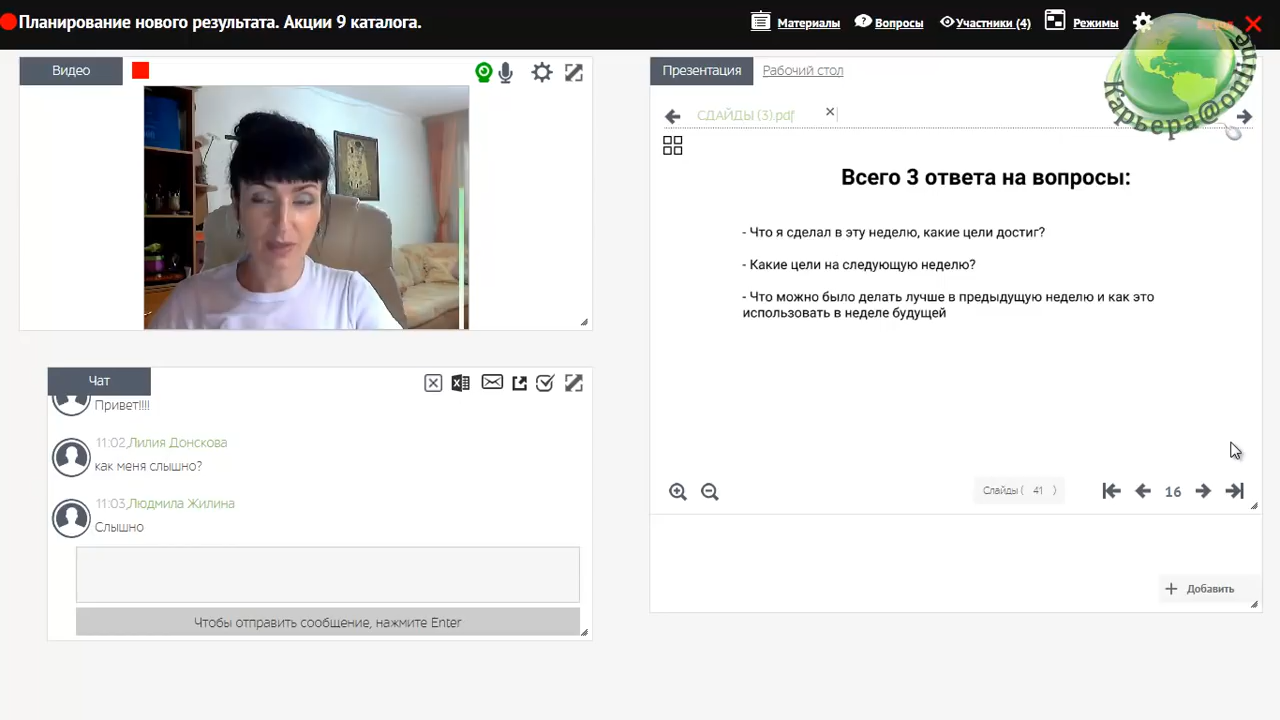 Планирование нового результата. Акции 9 каталога.
Материалы
Вопросы
Участники (4)
Режимы
Видео
Презентация
Рабочий стол
Карьера@online
СДАЙДЫ (3).pdf
Всего 3 ответа на вопросы:
- Что я сделал в эту неделю, какие цели достиг?
- Какие цели на следующую неделю?
- Что можно было делать лучше в предыдущую неделю и как это
использовать в неделе будущей
Слайды ( 41 )
16
Добавить
Чат
Привет!!!!
11:02,Лилия Донскова
как меня слышно?
11:03,Людмила Жилина
Слышно
Чтобы отправить сообщение, нажмите Enter